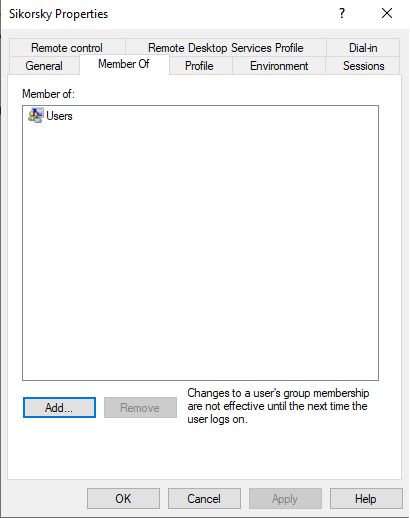 Sikorsky Properties
?
Remote control
Remote Desktop Services Profile
Dial-in
General
Member Of
Profile
Environment
Sessions
Member of:
Users
Add...
Remove
Changes to a user's group membership
are not effective until the next time the
user logs on.
OK
Cancel
Apply
Help